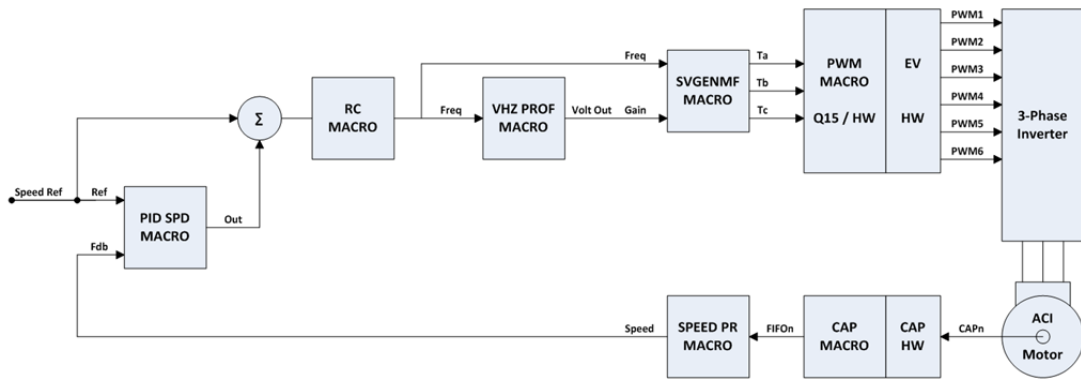 PWM1
PWM2
PWM3
PWM4
PWM5
PWM6
Freq
Ta
Tb
Tc
PWM
MACRO
Q15 / HW
EV
HW
3-Phase
Inverter
SVGENMF
MACRO
Σ
RC
MACRO
Freq
VHZ PROF
MACRO
Volt Out
Gain
Speed Ref
Ref
PID SPD
MACRO
Out
Fdb
Speed
SPEED PR
MACRO
FIFOn
CAP
MACRO
CAP
HW
CAPn
ACI
Motor